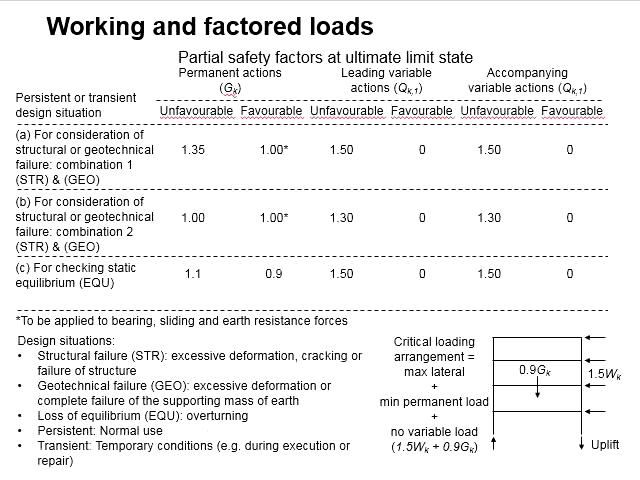 Working and factored loads
Partial safety factors at ultimate limit state
Permanent actions
(Gk)
Leading variable
actions (Qk,1)
Accompanying
variable actions (Qk,1)
Persistent or transient
design situation
Unfavourable Favourable Unfavourable Favourable Unfavourable Favourable
(a) For consideration of
structural or geotechnical
failure: combination 1
(STR) & (GEO)
1.35 1.00* 1.50 0 1.50 0
(b) For consideration of
structural or geotechnical
failure: combination 2
(STR) & (GEO)
1.00 1.00* 1.30 0 1.30 0
(c) For checking static
equilibrium (EQU)
1.1 0.9 1.50 0 1.50 0
*To be applied to bearing, sliding and earth resistance forces
Design situations:
• Structural failure (STR): excessive deformation, cracking or
failure of structure
• Geotechnical failure (GEO): excessive deformation or
complete failure of the supporting mass of earth
• Loss of equilibrium (EQU): overturning
• Persistent: Normal use
• Transient: Temporary conditions (e.g. during execution or
repair)
Critical loading
arrangement =
max lateral
+
min permanent load
+
no variable load
(1.5Wk + 0.9Gk)
0.9Gk
1.5Wk
Uplift